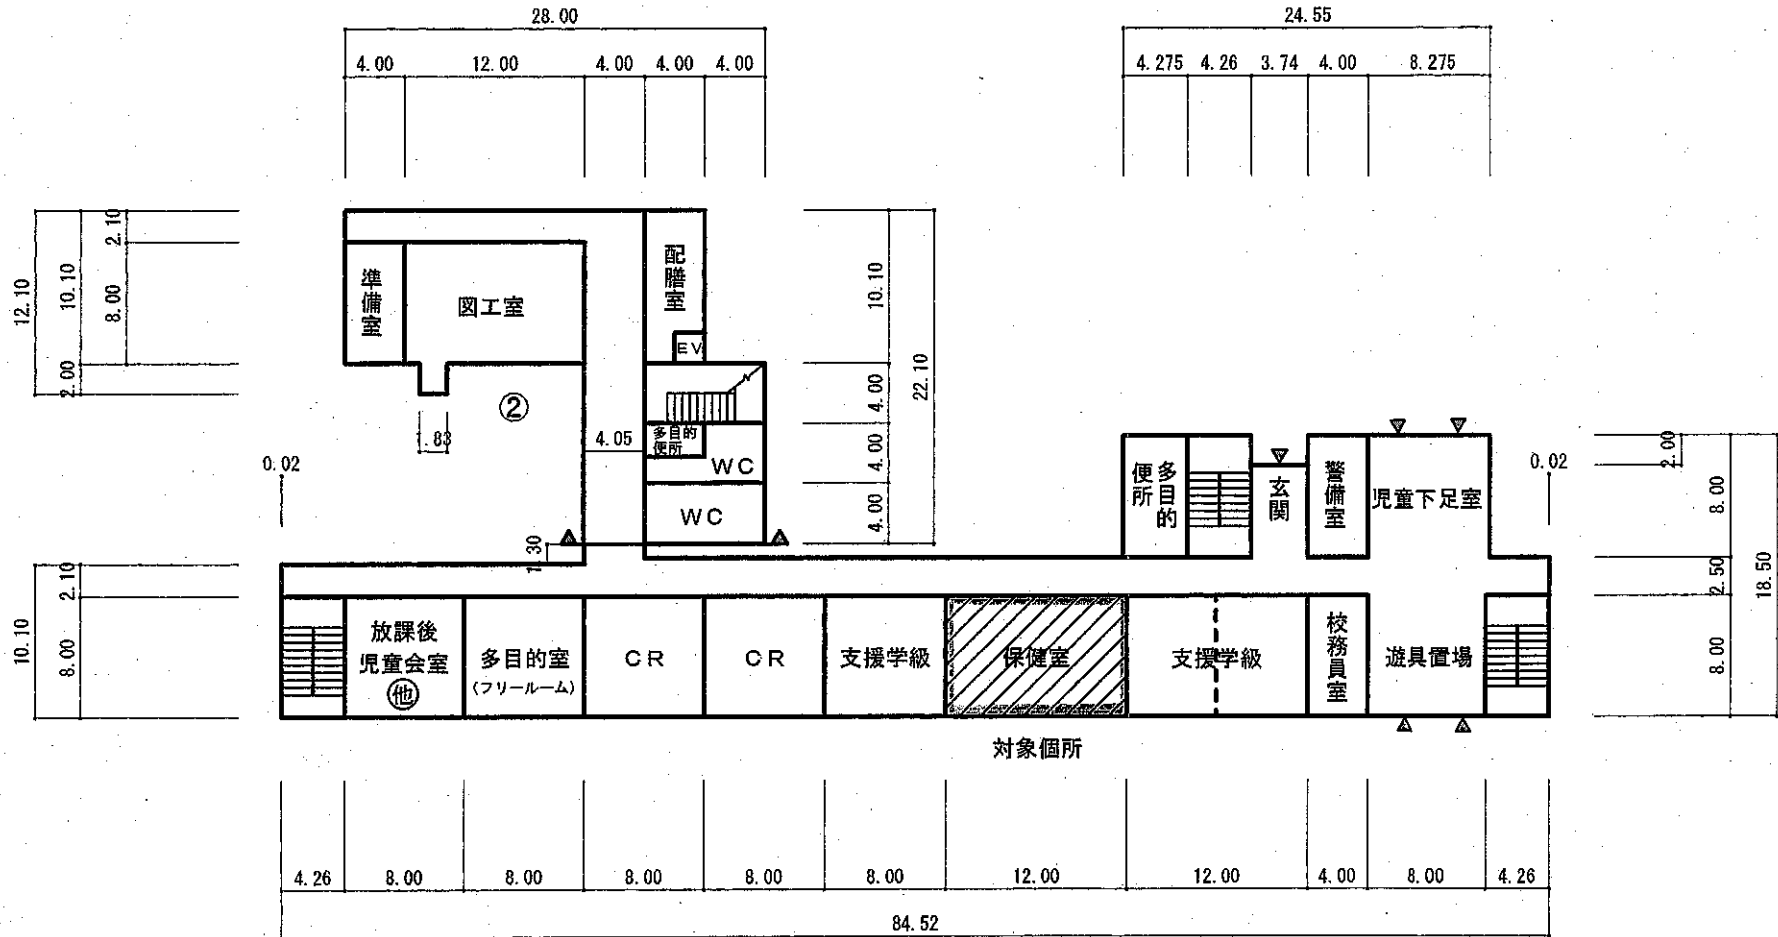 28.00
24.55
4.00 12.00 4.00 4.00 4.00
4.275 4.26 3.74 4.00 8.275
12.10
10.10
2.10
8.00
2.00
準備室
図工室
配膳室
EV
10.10
22.10
4.00
4.00
4.00
②
1.83
4.05
多目的
便所
WC
WC
0.02
1.30
多目的
便所
玄関
警備室
児童下足室
0.02
2.00
8.00
2.50
8.00
18.50
10.10
2.10
8.00
放課後
児童会室
他
多目的室
(フリールーム)
CR
CR
支援学級
保健室
支援学級
校務員室
遊具置場
対象個所
4.26 8.00 8.00 8.00 8.00 8.00 12.00 12.00 4.00 8.00 4.26
84.52